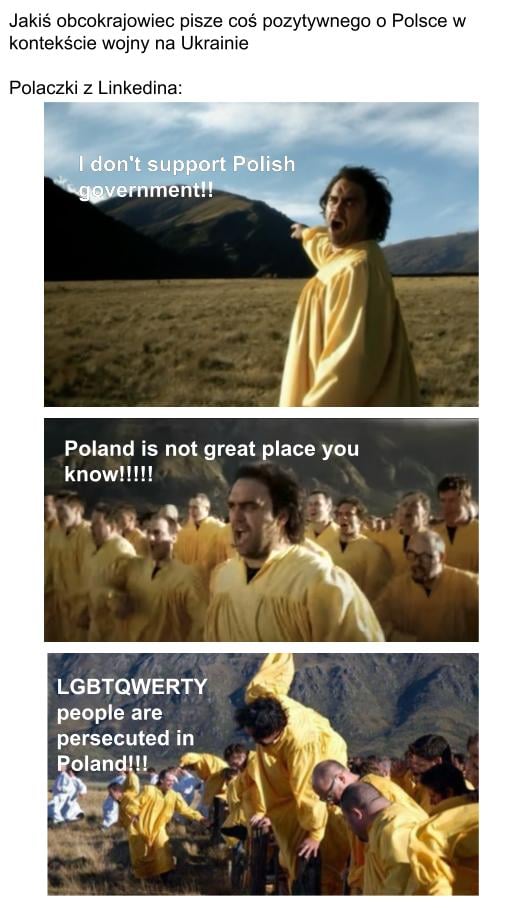 Jakiś obcokrajowiec pisze coś pozytywnego o Polsce w
kontekście wojny na Ukrainie
Polaczki z Linkedina:
I don't support Polish
government!!
Poland is not great place you
know!!!!!
LGBTQWERTY
people are
persecuted in
Poland!!!